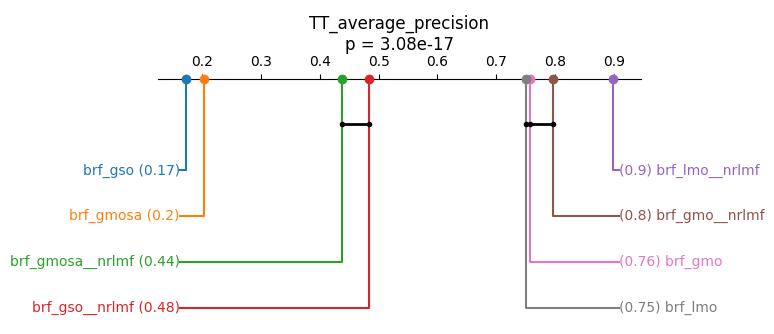 TT_average_precision
p = 3.08e-17
0.2 0.3 0.4 0.5 0.6 0.7 0.8 0.9
brf_gso (0.17) (0.9) brf_lmo__nrlmf
brf_gmosa (0.2) (0.8) brf_gmo__nrlmf
brf_gmosa__nrlmf (0.44) (0.76) brf_gmo
brf_gso__nrlmf (0.48) (0.75) brf_lmo